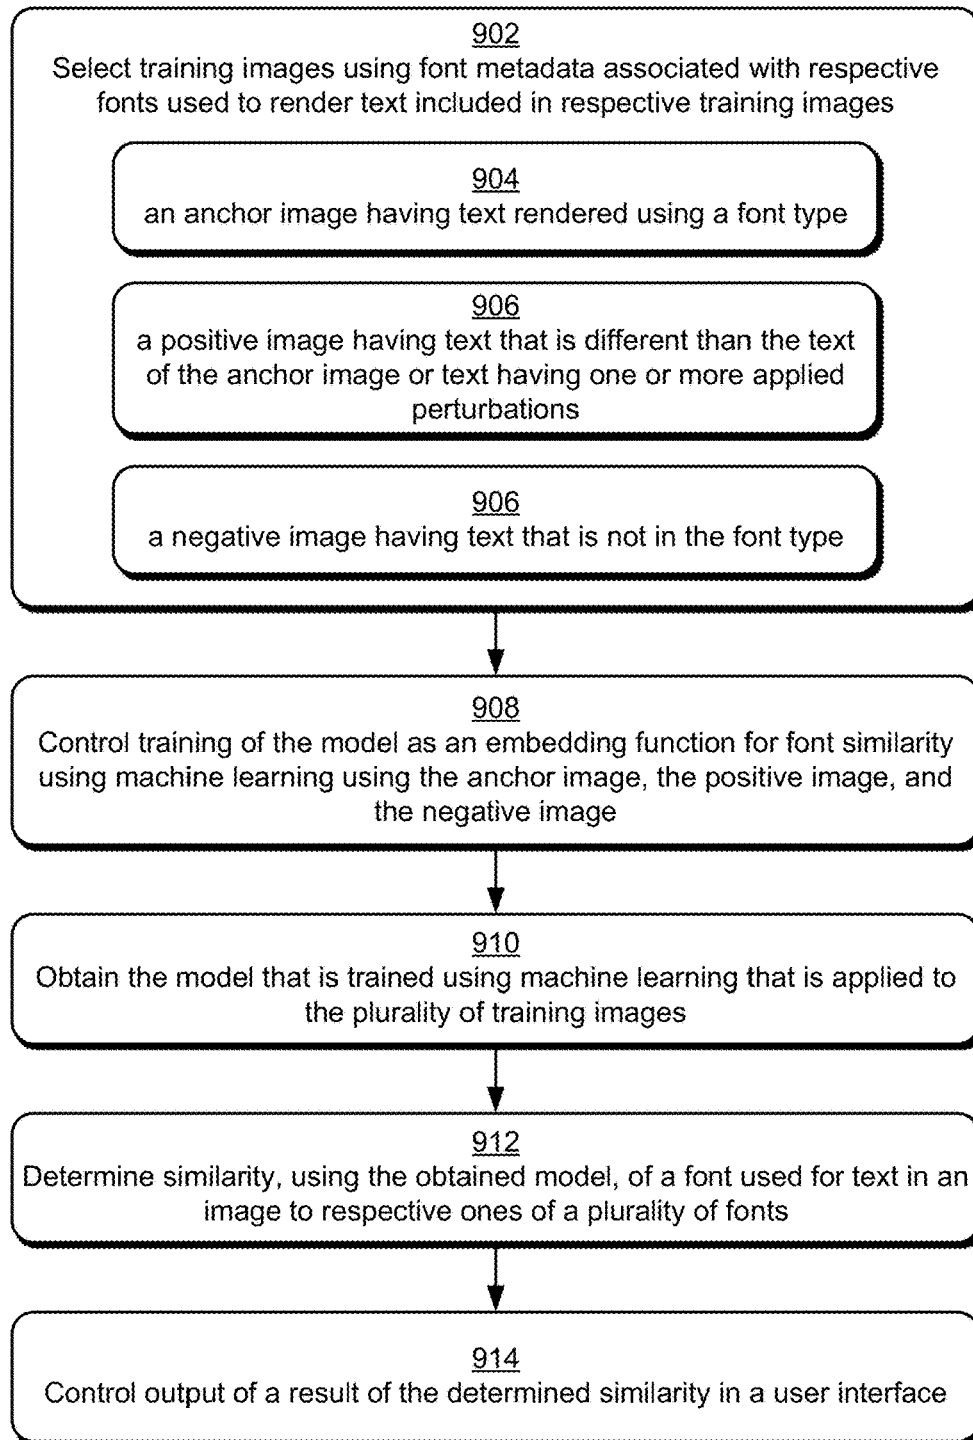 902
Select training images using font metadata associated with respective
fonts used to render text included in respective training images
904
an anchor image having text rendered using a font type
906
a positive image having text that is different than the text
of the anchor image or text having one or more applied
perturbations
906
a negative image having text that is not in the font type
908
Control training of the model as an embedding function for font similarity
using machine learning using the anchor image, the positive image, and
the negative image
910
Obtain the model that is trained using machine learning that is applied to
the plurality of training images
912
Determine similarity, using the obtained model, of a font used for text in an
image to respective ones of a plurality of fonts
914
Control output of a result of the determined similarity in a user interface